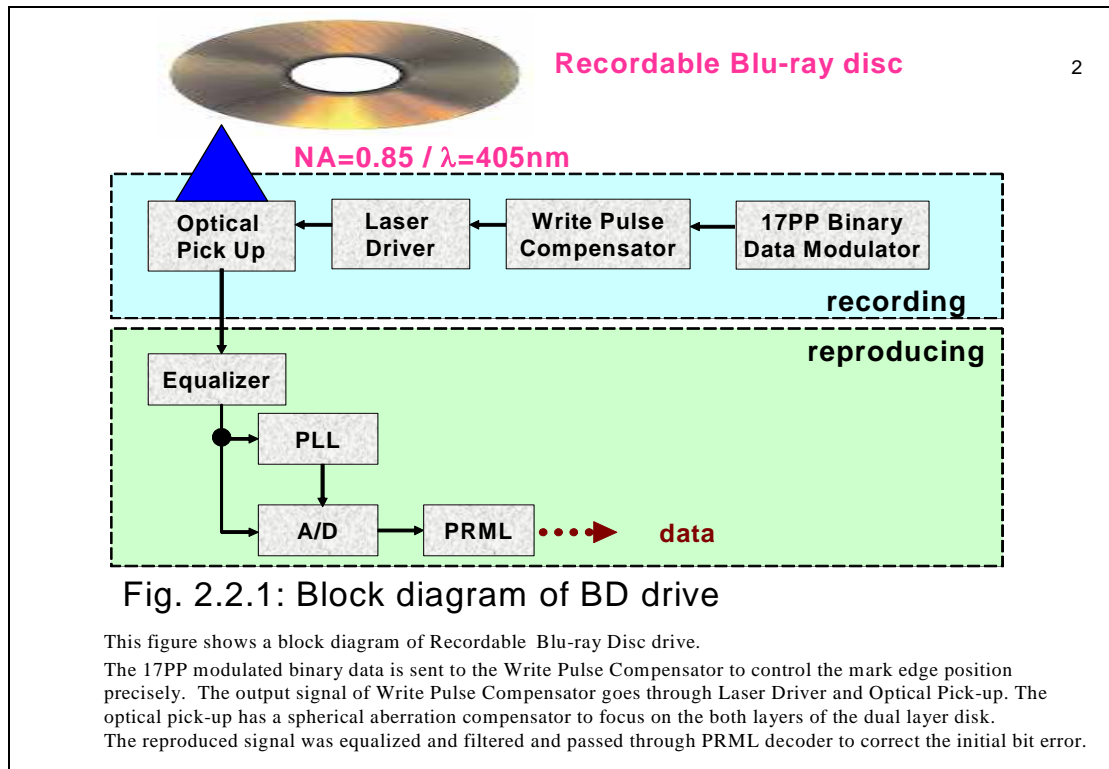 Recordable Blu-ray disc
2
NA=0.85 / λ=405nm
Optical
Pick Up
Laser
Driver
Write Pulse
Compensator
17PP Binary
Data Modulator
recording
reproducing
Equalizer
PLL
A/D
PRML
data
Fig. 2.2.1: Block diagram of BD drive
This figure shows a block diagram of Recordable Blu-ray Disc drive.
The 17PP modulated binary data is sent to the Write Pulse Compensator to control the mark edge position
precisely. The output signal of Write Pulse Compensator goes through Laser Driver and Optical Pick-up. The
optical pick-up has a spherical aberration compensator to focus on the both layers of the dual layer disk.
The reproduced signal was equalized and filtered and passed through PRML decoder to correct the initial bit error.